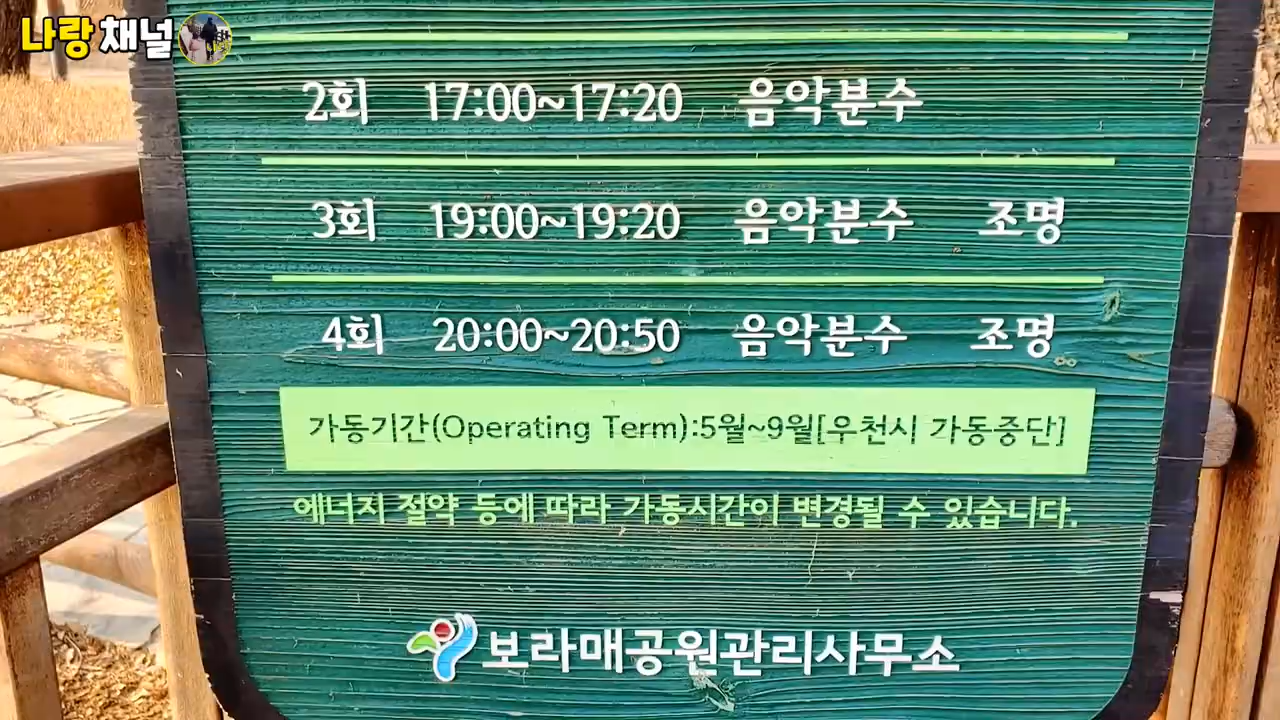 나랑 채널
2회 17:00~17:20 음악분수
3회 19:00~19:20 음악분수 조명
4회 20:00~20:50 음악분수 조명
가동기간(Operating Term):5월~9월[우천시 가동중단]
에너지 절약 등에 따라 가동시간이 변경될 수 있습니다.
보라매공원관리사무소